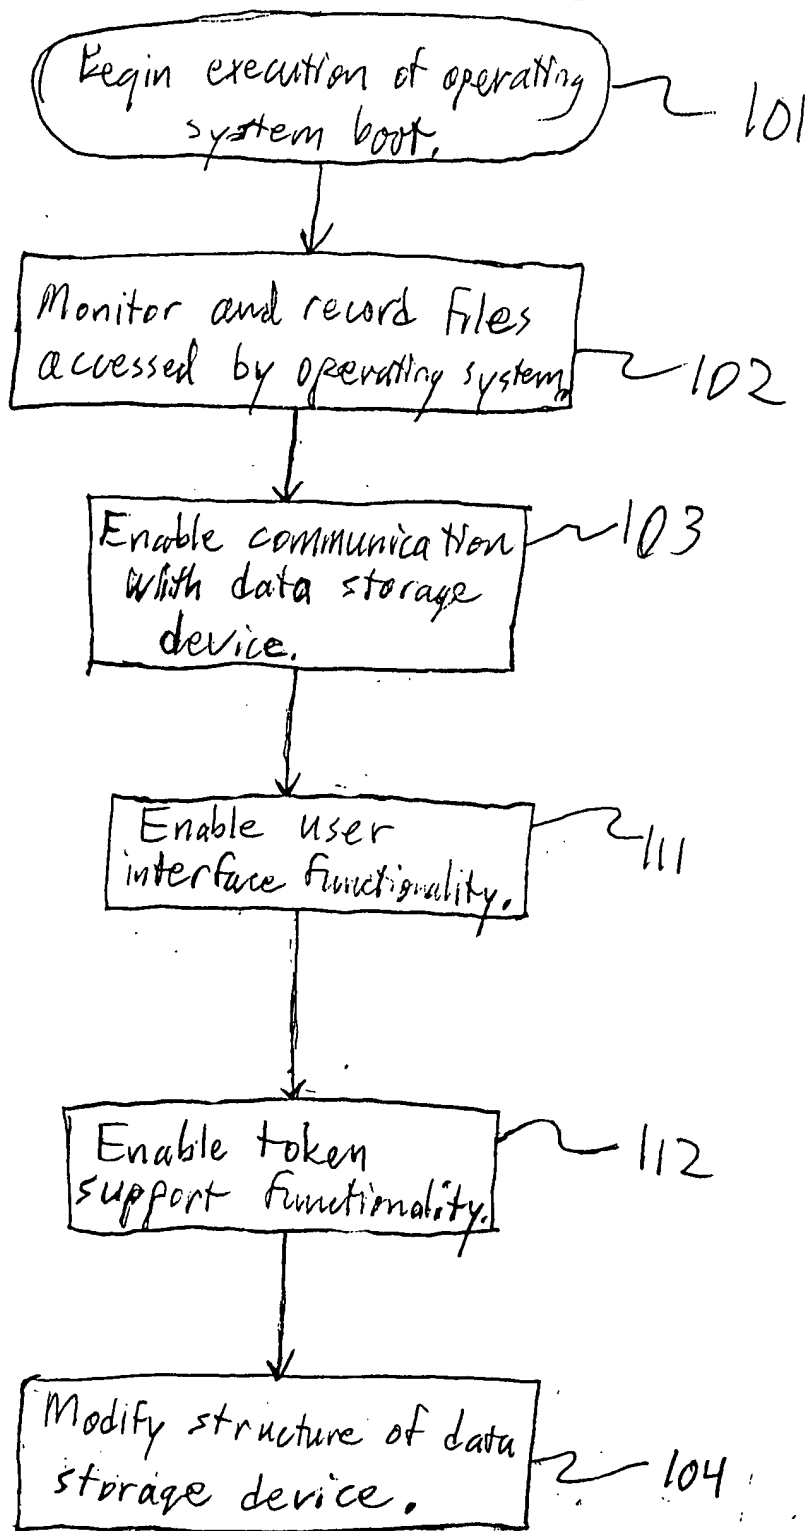 Begin execution of operating
system boot.
101
Monitor and record files
accessed by operating system.
102
Enable communication
with data storage
device.
103
Enable user
interface functionality.
111
Enable token
support functionality.
112
Modify structure of data
storage device.
104